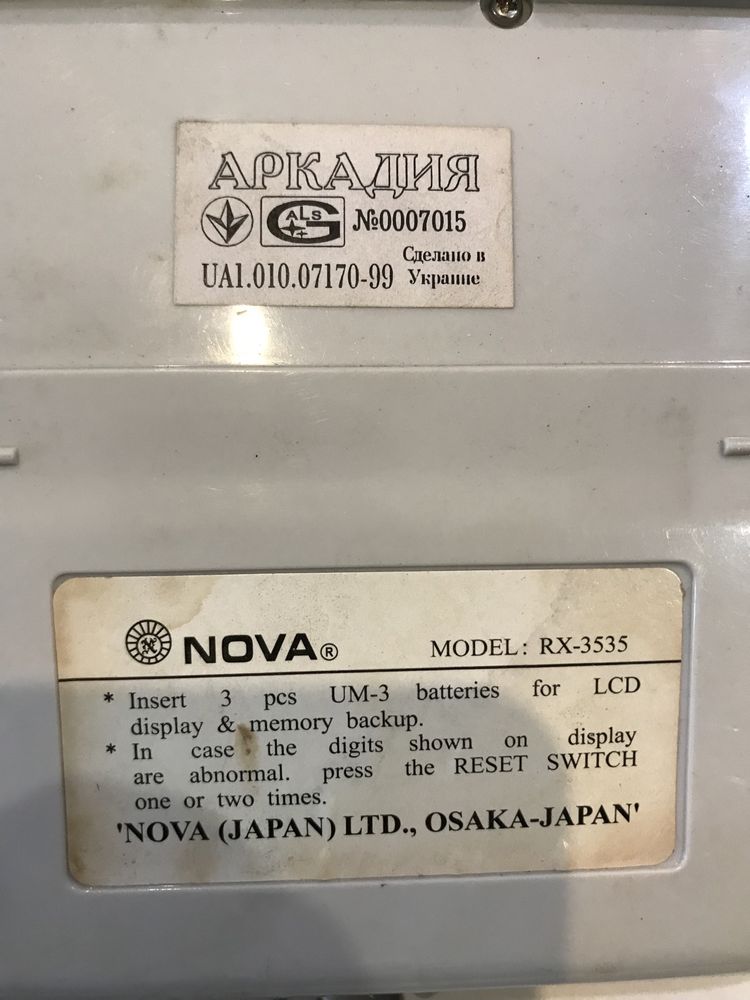 АРКАДИЯ
G ALS №0007015
Сделано в
UA1.010.07170-99 Украине
NOVA® MODEL: RX-3535
* Insert 3 pcs UM-3 batteries for LCD
display & memory backup.
* In case the digits shown on display
are abnormal. press the RESET SWITCH
one or two times.
'NOVA (JAPAN) LTD., OSAKA-JAPAN'